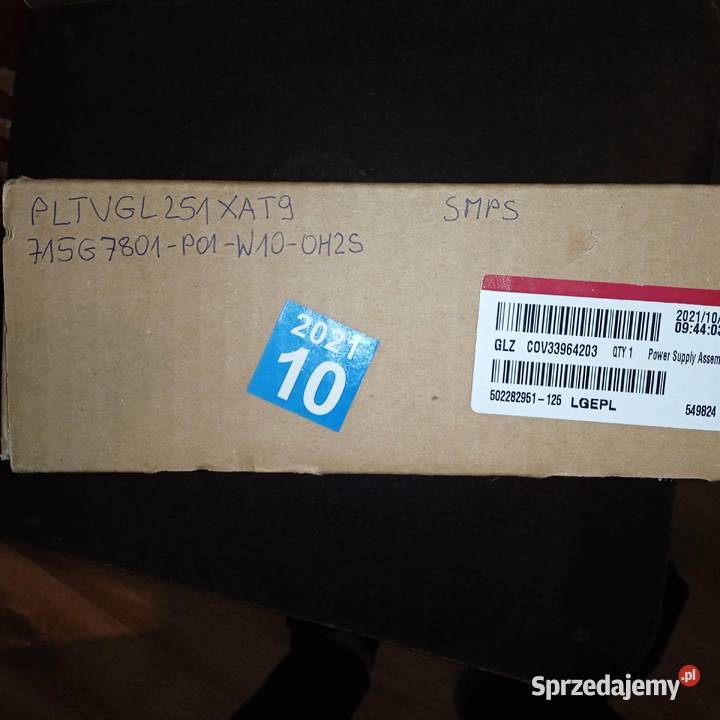 PLTVGL251XAT9
715G7801-P01-W10-0H2S
SMPS
2021
10
2021/10/
09:44:03
GLZ COV33964203 QTY 1 Power Supply Assem
502282951-125 LGEPL
549824
Sprzedajemy.pl